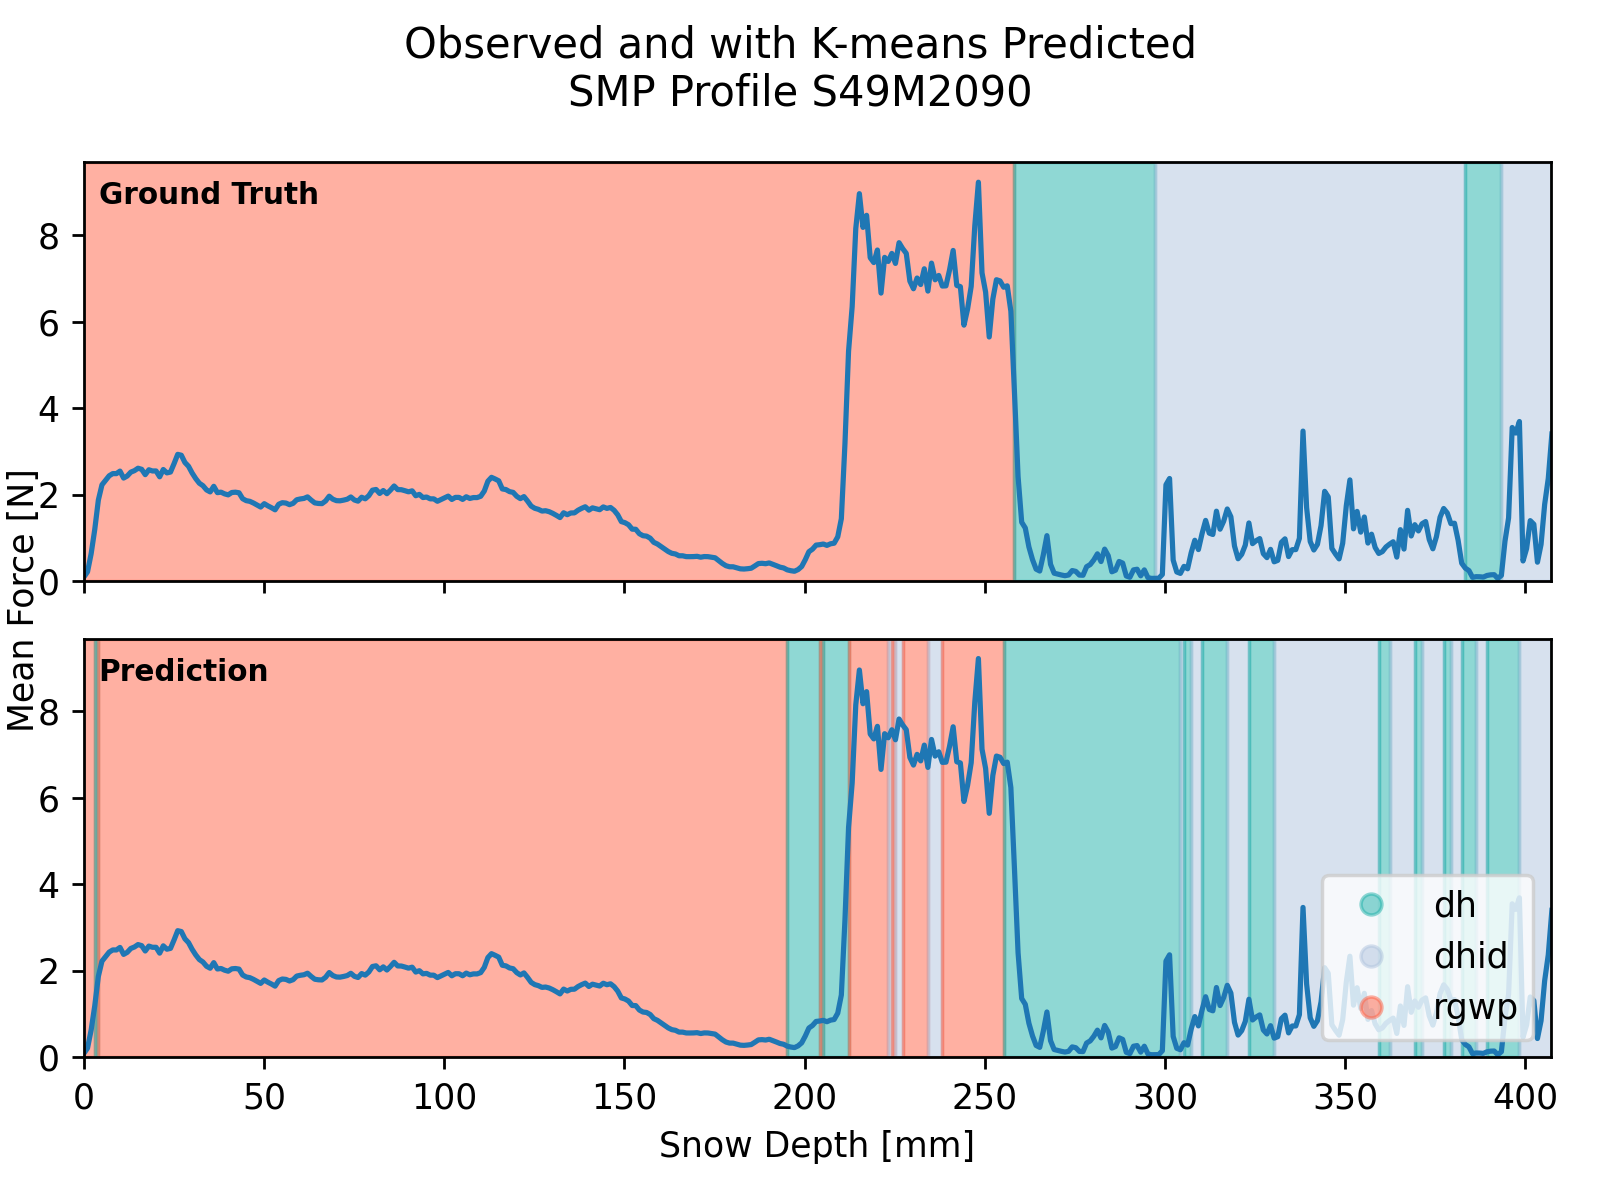 Observed and with K-means Predicted
SMP Profile S49M2090
Ground Truth
8
6
4
2
0
Mean Force [N]
Prediction
8
6
4
2
0
dh
dhid
rgwp
0 50 100 150 200 250 300 350 400
Snow Depth [mm]